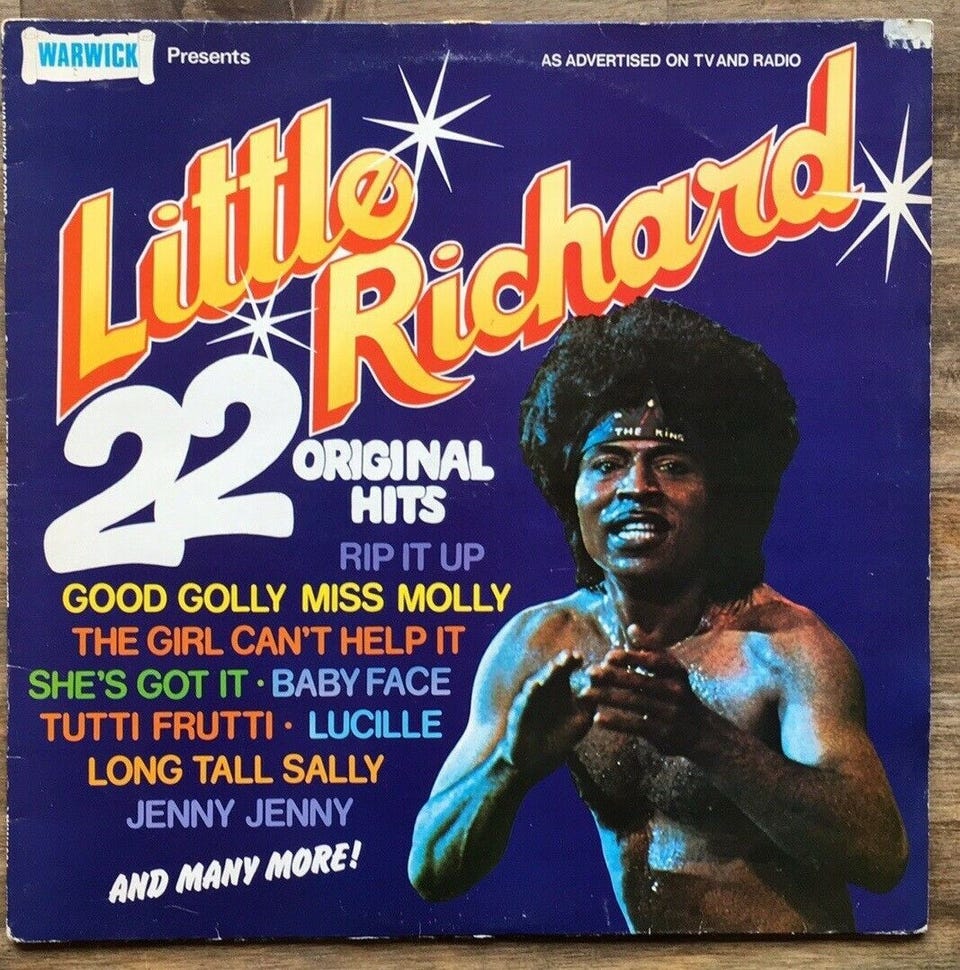 WARWICK Presents
AS ADVERTISED ON TV AND RADIO
Little
Richard
22
ORIGINAL
HITS
THE KING
RIP IT UP
GOOD GOLLY MISS MOLLY
THE GIRL CAN'T HELP IT
SHE'S GOT IT · BABY FACE
TUTTI FRUTTI · LUCILLE
LONG TALL SALLY
JENNY JENNY
AND MANY MORE!